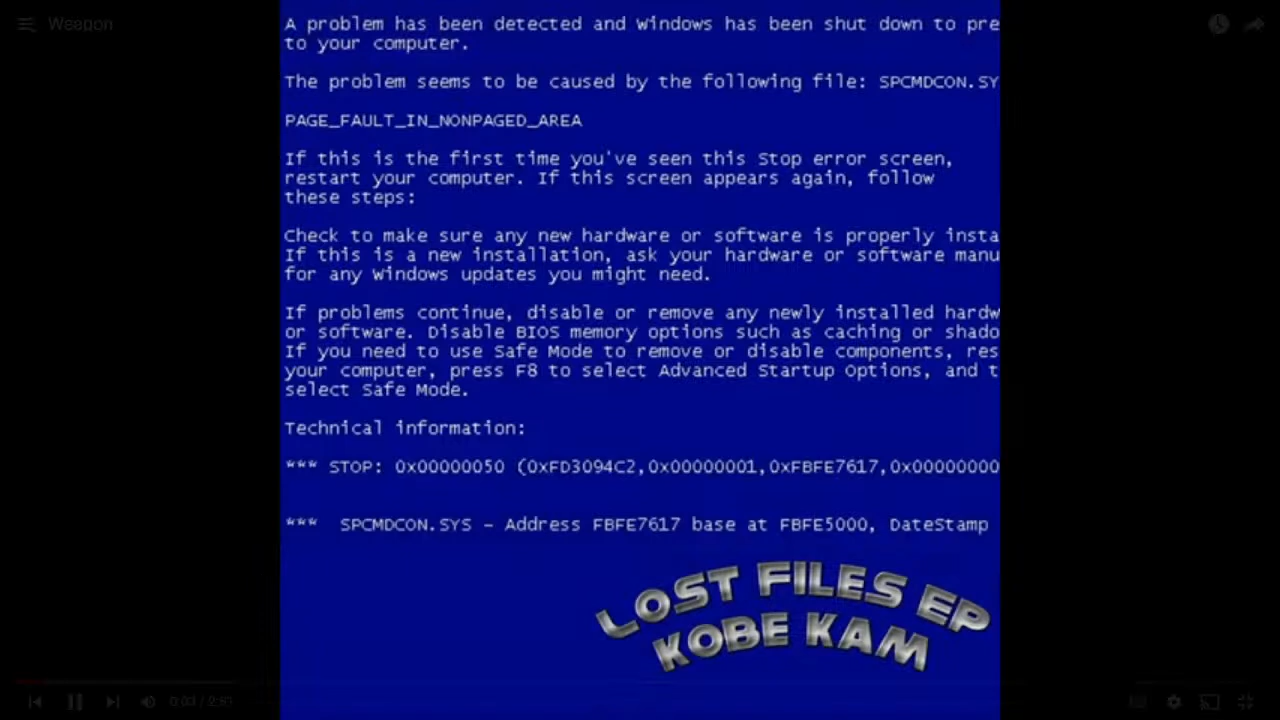 Weapon
A problem has been detected and Windows has been shut down to pre
to your computer.
The problem seems to be caused by the following file: SPCMDCON.SY
PAGE_FAULT_IN_NONPAGED_AREA
If this is the first time you've seen this Stop error screen,
restart your computer. If this screen appears again, follow
these steps:
Check to make sure any new hardware or software is properly insta
If this is a new installation, ask your hardware or software manu
for any Windows updates you might need.
If problems continue, disable or remove any newly installed hardw
or software. Disable BIOS memory options such as caching or shado
If you need to use Safe Mode to remove or disable components, res
your computer, press F8 to select Advanced Startup Options, and t
select Safe Mode.
Technical information:
*** STOP: 0x00000050 (0xFD3094C2,0x00000001,0xFBFE7617,0x00000000
*** SPCMDCON.SYS - Address FBFE7617 base at FBFE5000, DateStamp
LOST FILES EP
KOBE KAM